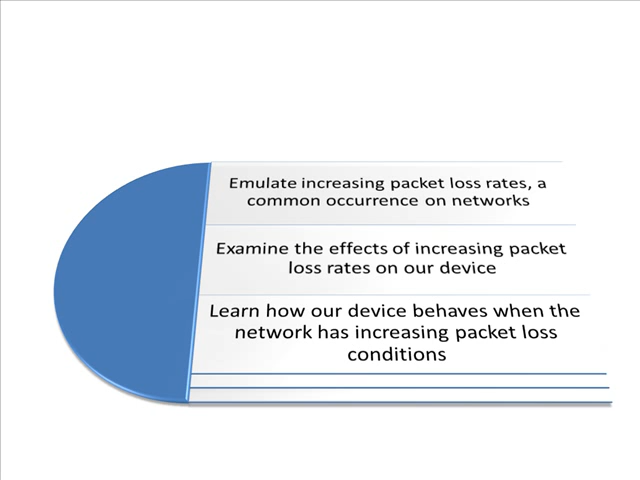 Emulate increasing packet loss rates, a
common occurrence on networks
Examine the effects of increasing packet
loss rates on our device
Learn how our device behaves when the
network has increasing packet loss
conditions